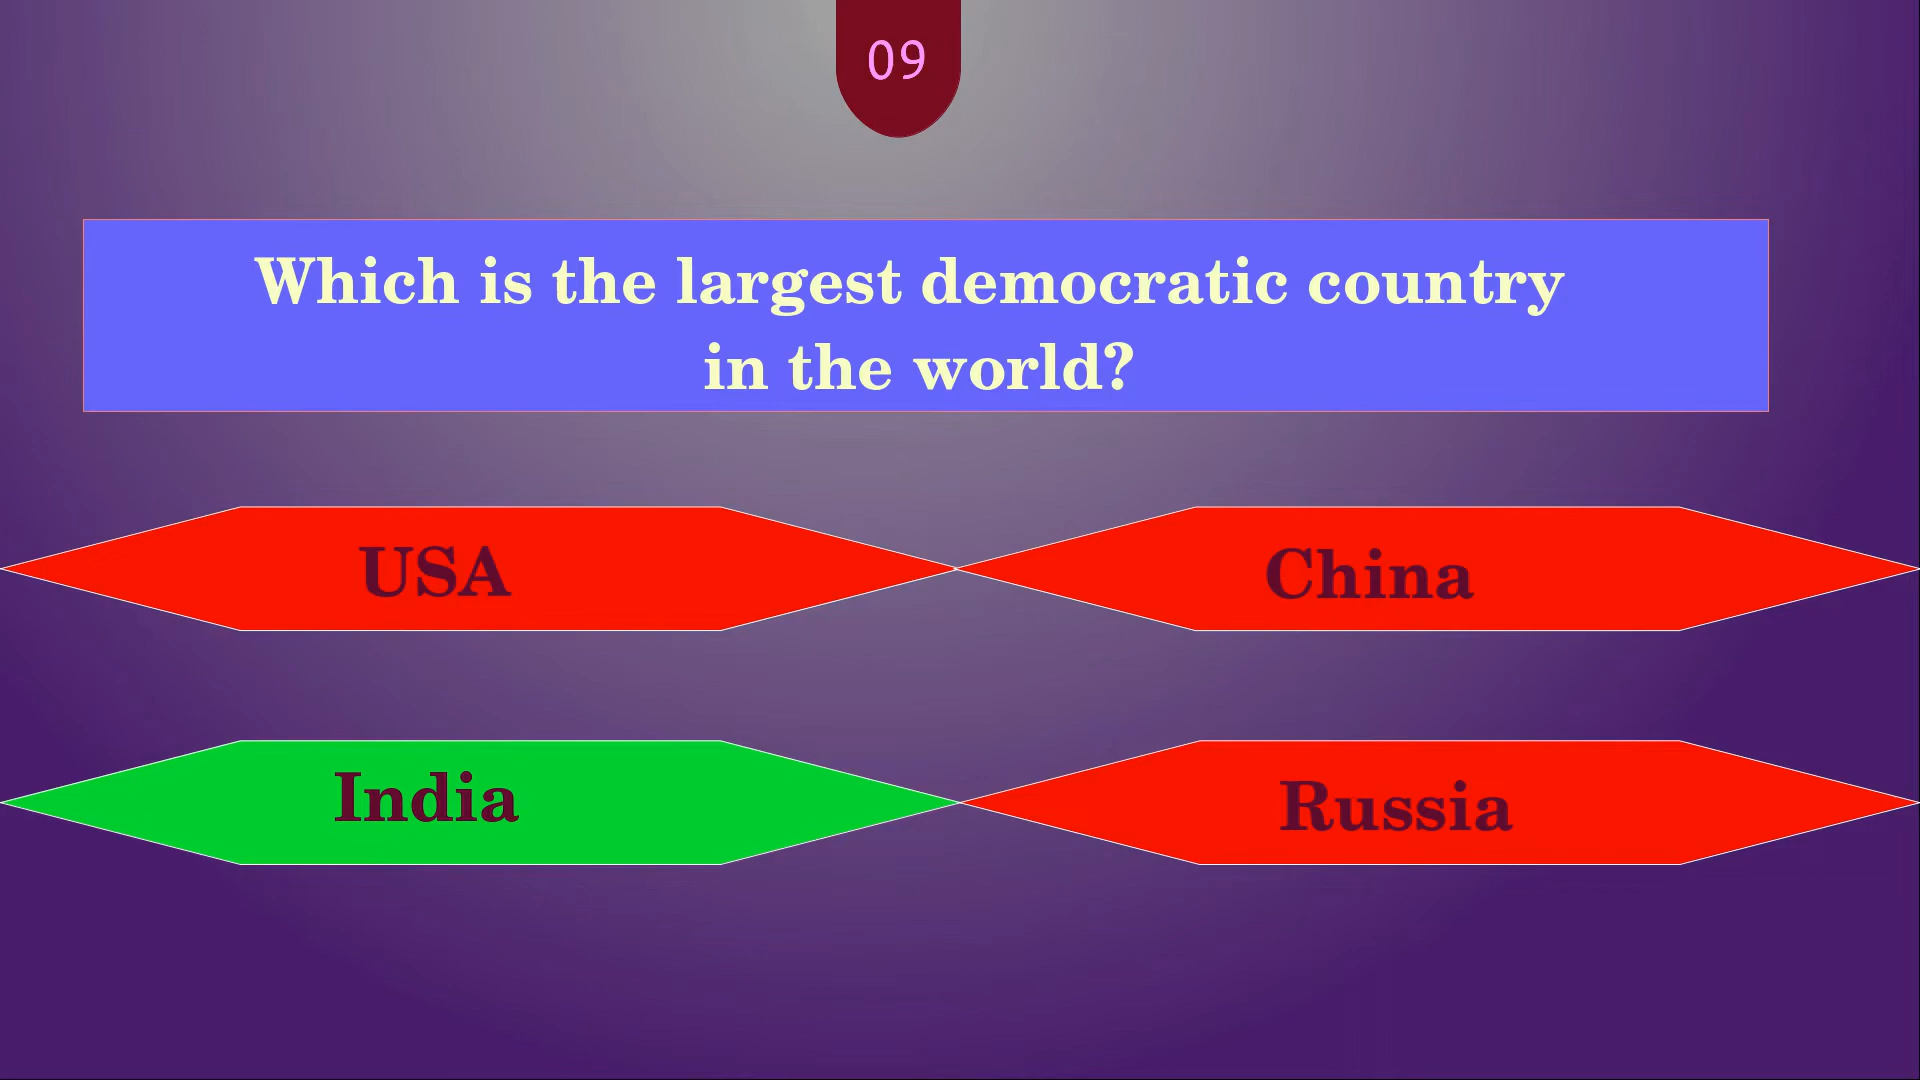 09
Which is the largest democratic country
in the world?
USA
China
India
Russia